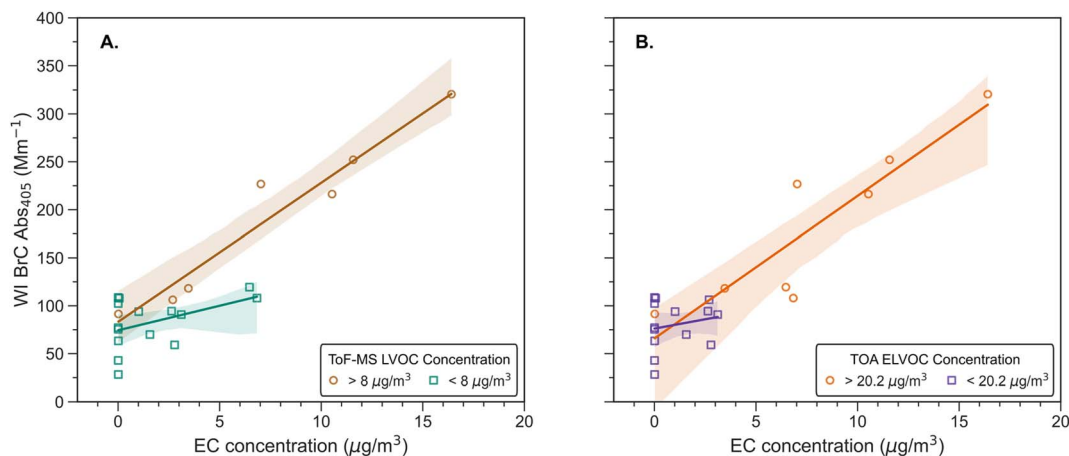 A.
B.
WI BrC Abs₄₀₅ (Mm⁻¹)
400
350
300
250
200
150
100
50
0
ToF-MS LVOC Concentration
> 8 μg/m³ < 8 μg/m³
TOA ELVOC Concentration
> 20.2 μg/m³ < 20.2 μg/m³
0 5 10 15 20
0 5 10 15 20
EC concentration (μg/m³)
EC concentration (μg/m³)